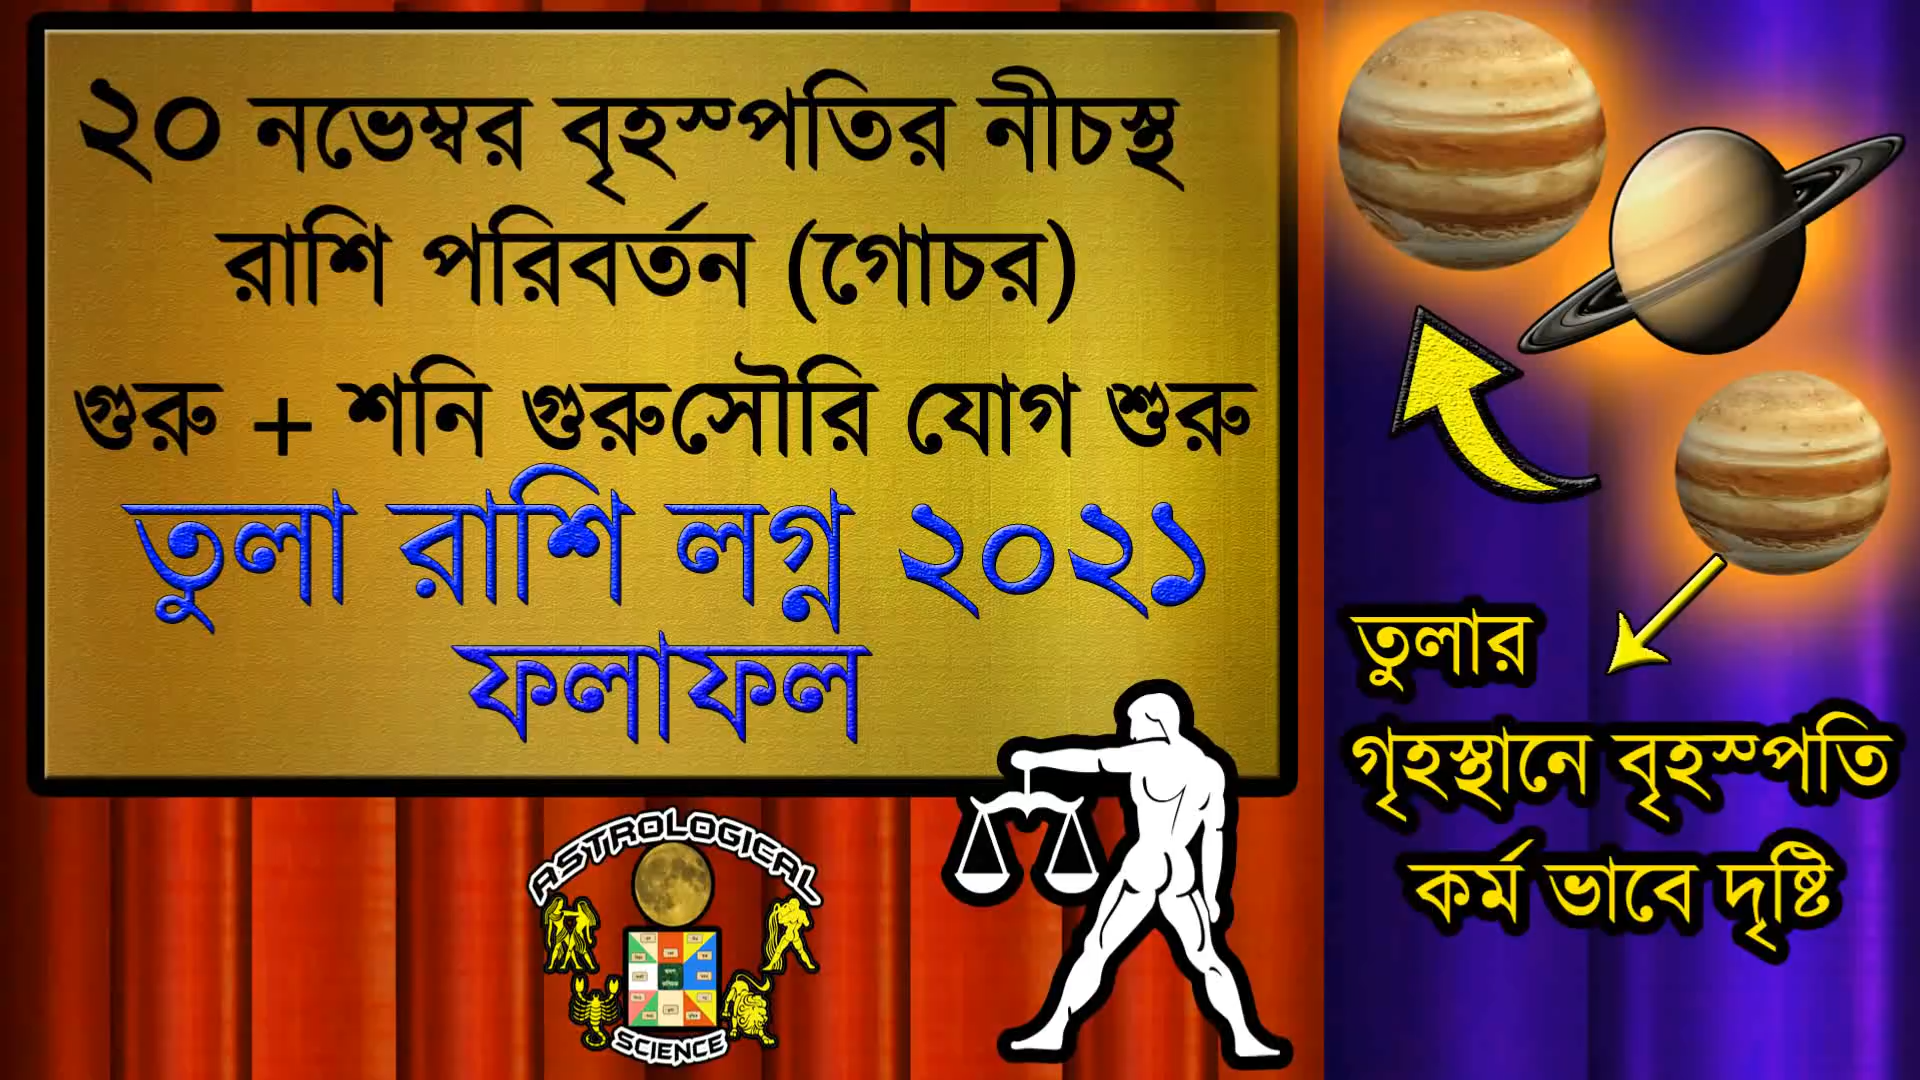 ২০ নভেম্বর বৃহস্পতির নীচস্থ
রাশি পরিবর্তন (গোচর)
গুরু + শনি গুরুসৌরি যোগ শুরু
তুলা রাশি লগ্ন ২০২১
ফলাফল
তুলার
গৃহস্থানে বৃহস্পতি
কর্ম ভাবে দৃষ্টি
ASTROLOGICAL
SCIENCE